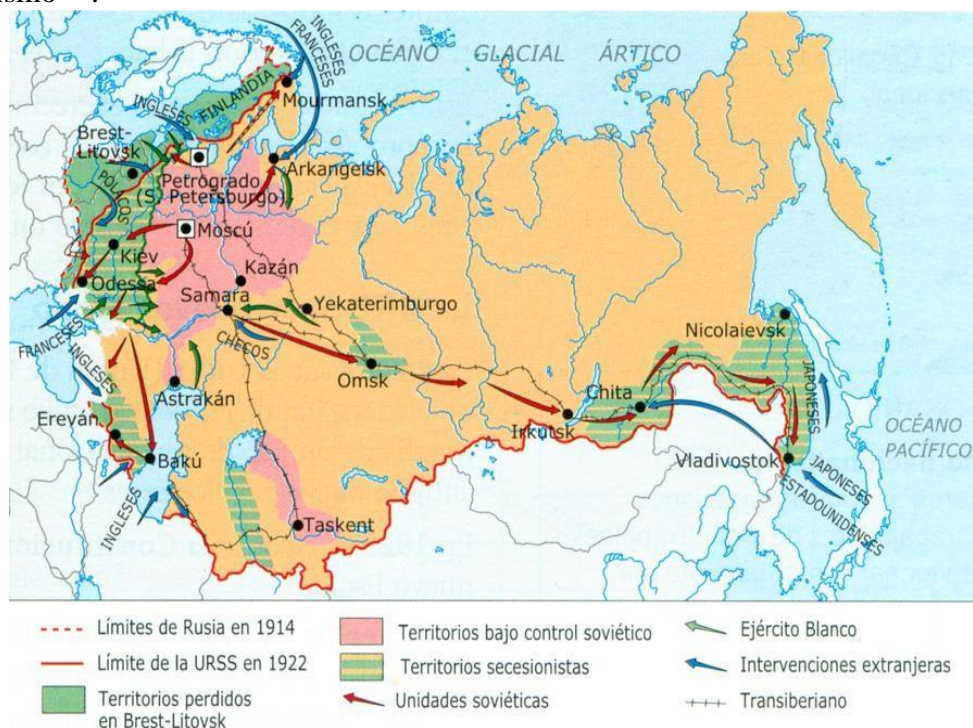 OCÉANO GLACIAL ÁRTICO
INGLESES
FRANCESES
FINLANDIA
Mourmansk
INGLESES
Brest-
Litovsk
Arkangelsk
Petrogrado
(S. Petersburgo)
POLACOS
Moscú
Kiev
Kazán
Odessa
Samara
Yekaterimburgo
Nicolaievsk
FRANCESES
CHECOS
INGLESES
Omsk
Chita
JAPONESES
Astrakán
Ereván
Irkutsk
OCÉANO
PACÍFICO
Bakú
Vladivostok
JAPONESES
ESTADOUNIDENSES
INGLESES
Taskent
Límites de Rusia en 1914
Límite de la URSS en 1922
Territorios perdidos
en Brest-Litovsk
Territorios bajo control soviético
Territorios secesionistas
Unidades soviéticas
Ejército Blanco
Intervenciones extranjeras
Transiberiano